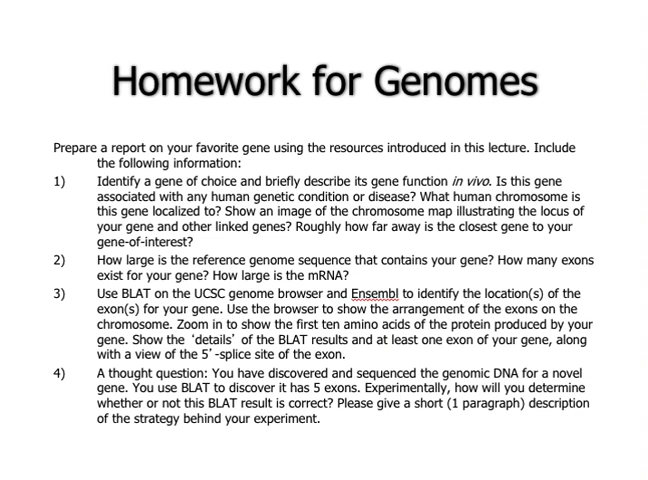 Homework for Genomes
Prepare a report on your favorite gene using the resources introduced in this lecture. Include
the following information:
1) Identify a gene of choice and briefly describe its gene function in vivo. Is this gene
associated with any human genetic condition or disease? What human chromosome is
this gene localized to? Show an image of the chromosome map illustrating the locus of
your gene and other linked genes? Roughly how far away is the closest gene to your
gene-of-interest?
2) How large is the reference genome sequence that contains your gene? How many exons
exist for your gene? How large is the mRNA?
3) Use BLAT on the UCSC genome browser and Ensembl to identify the location(s) of the
exon(s) for your gene. Use the browser to show the arrangement of the exons on the
chromosome. Zoom in to show the first ten amino acids of the protein produced by your
gene. Show the ‘details’ of the BLAT results and at least one exon of your gene, along
with a view of the 5’-splice site of the exon.
4) A thought question: You have discovered and sequenced the genomic DNA for a novel
gene. You use BLAT to discover it has 5 exons. Experimentally, how will you determine
whether or not this BLAT result is correct? Please give a short (1 paragraph) description
of the strategy behind your experiment.